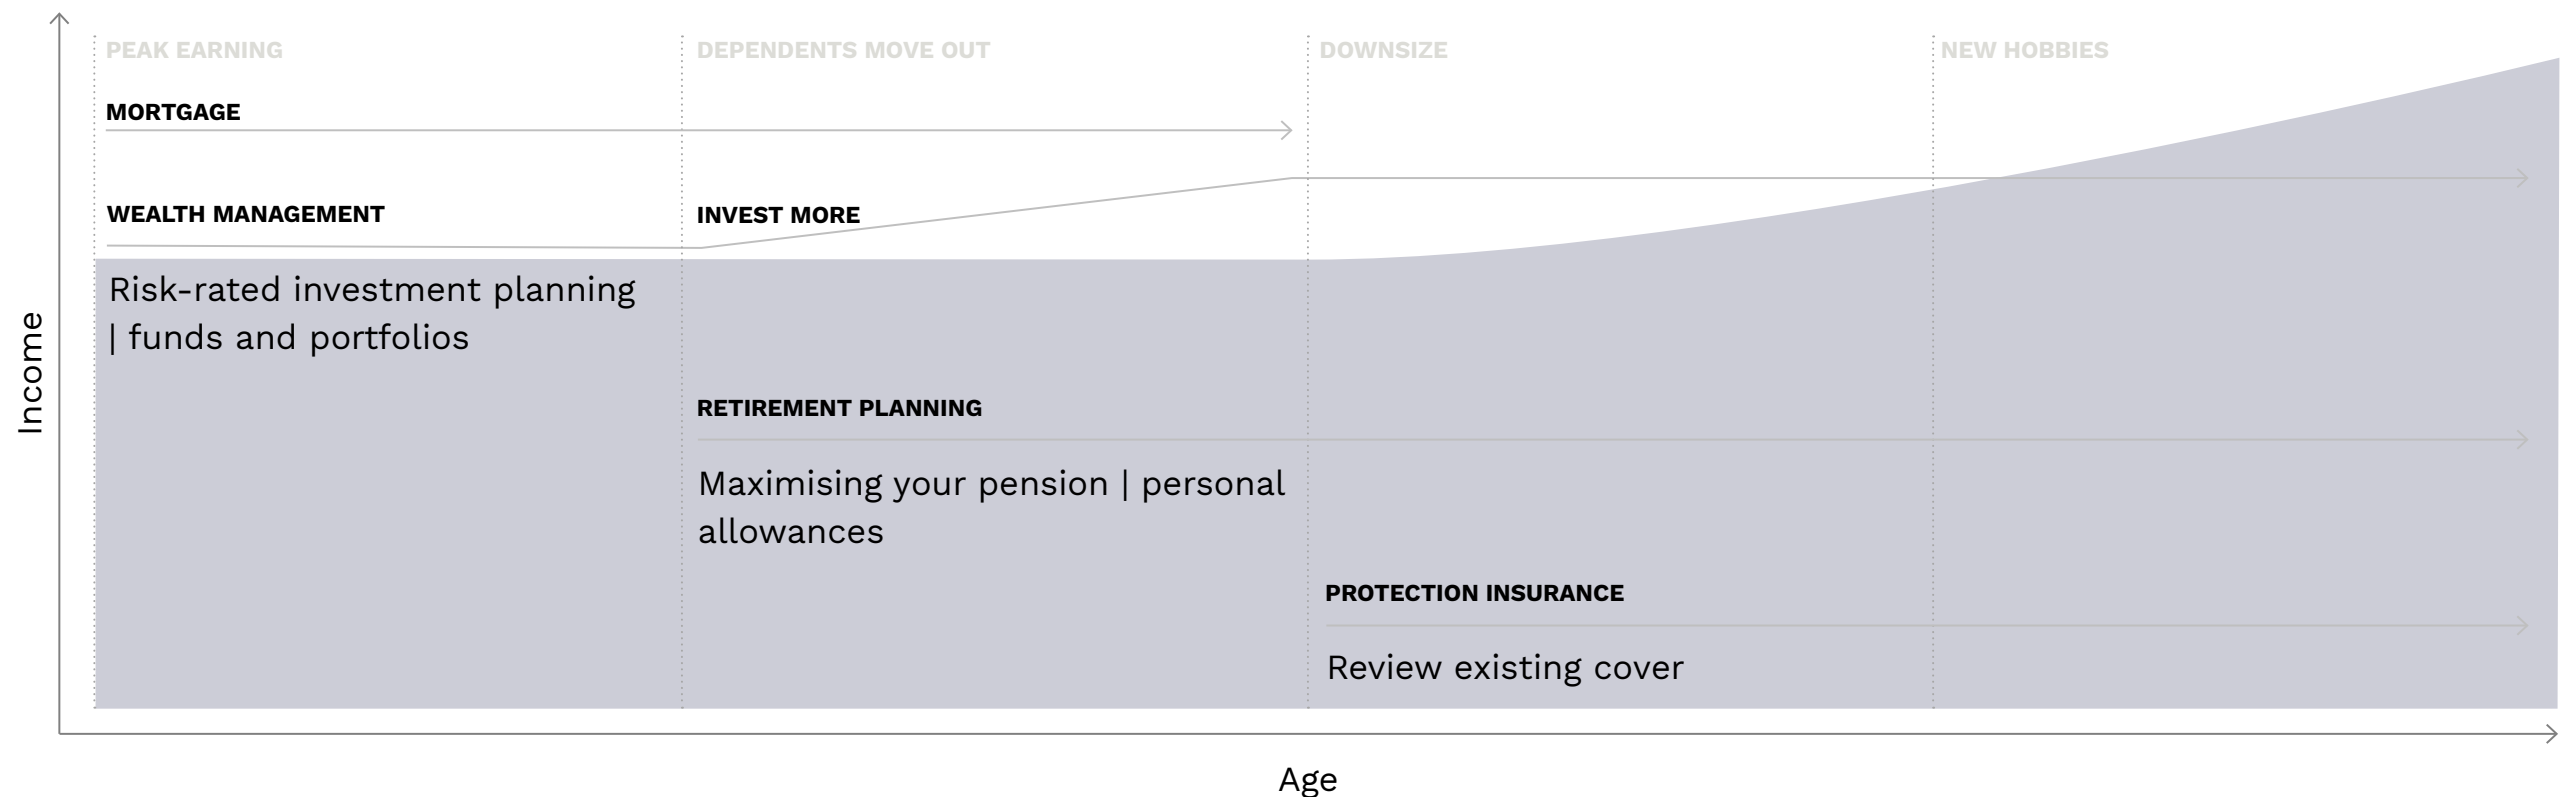 PEAK EARNING
DEPENDENTS MOVE OUT
DOWNSIZE
NEW HOBBIES
MORTGAGE
WEALTH MANAGEMENT
INVEST MORE
Risk-rated investment planning
| funds and portfolios
RETIREMENT PLANNING
Maximising your pension | personal
allowances
PROTECTION INSURANCE
Review existing cover
Income
Age